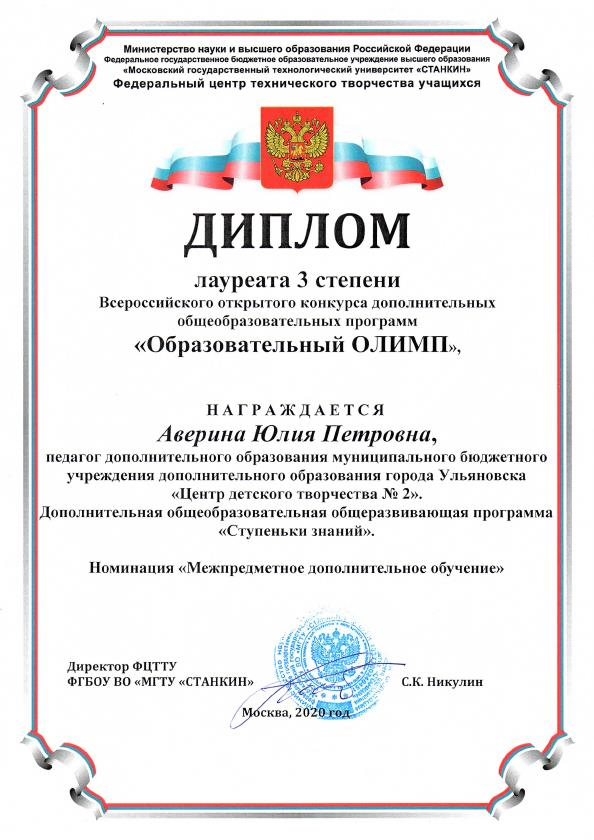 Министерство науки и высшего образования Российской Федерации
Федеральное государственное бюджетное образовательное учреждение высшего образования
«Московский государственный технологический университет «СТАНКИН»
Федеральный центр технического творчества учащихся
ДИПЛОМ
лауреата 3 степени
Всероссийского открытого конкурса дополнительных
общеобразовательных программ
«Образовательный ОЛИМП»,
НАГРАЖДАЕТСЯ
Аверина Юлия Петровна,
педагог дополнительного образования муниципального бюджетного
учреждения дополнительного образования города Ульяновска
«Центр детского творчества № 2».
Дополнительная общеобразовательная общеразвивающая программа
«Ступеньки знаний».
Номинация «Межпредметное дополнительное обучение»
Директор ФЦТТУ
ФГБОУ ВО «МГТУ «СТАНКИН» С.К. Никулин
Москва, 2020 год